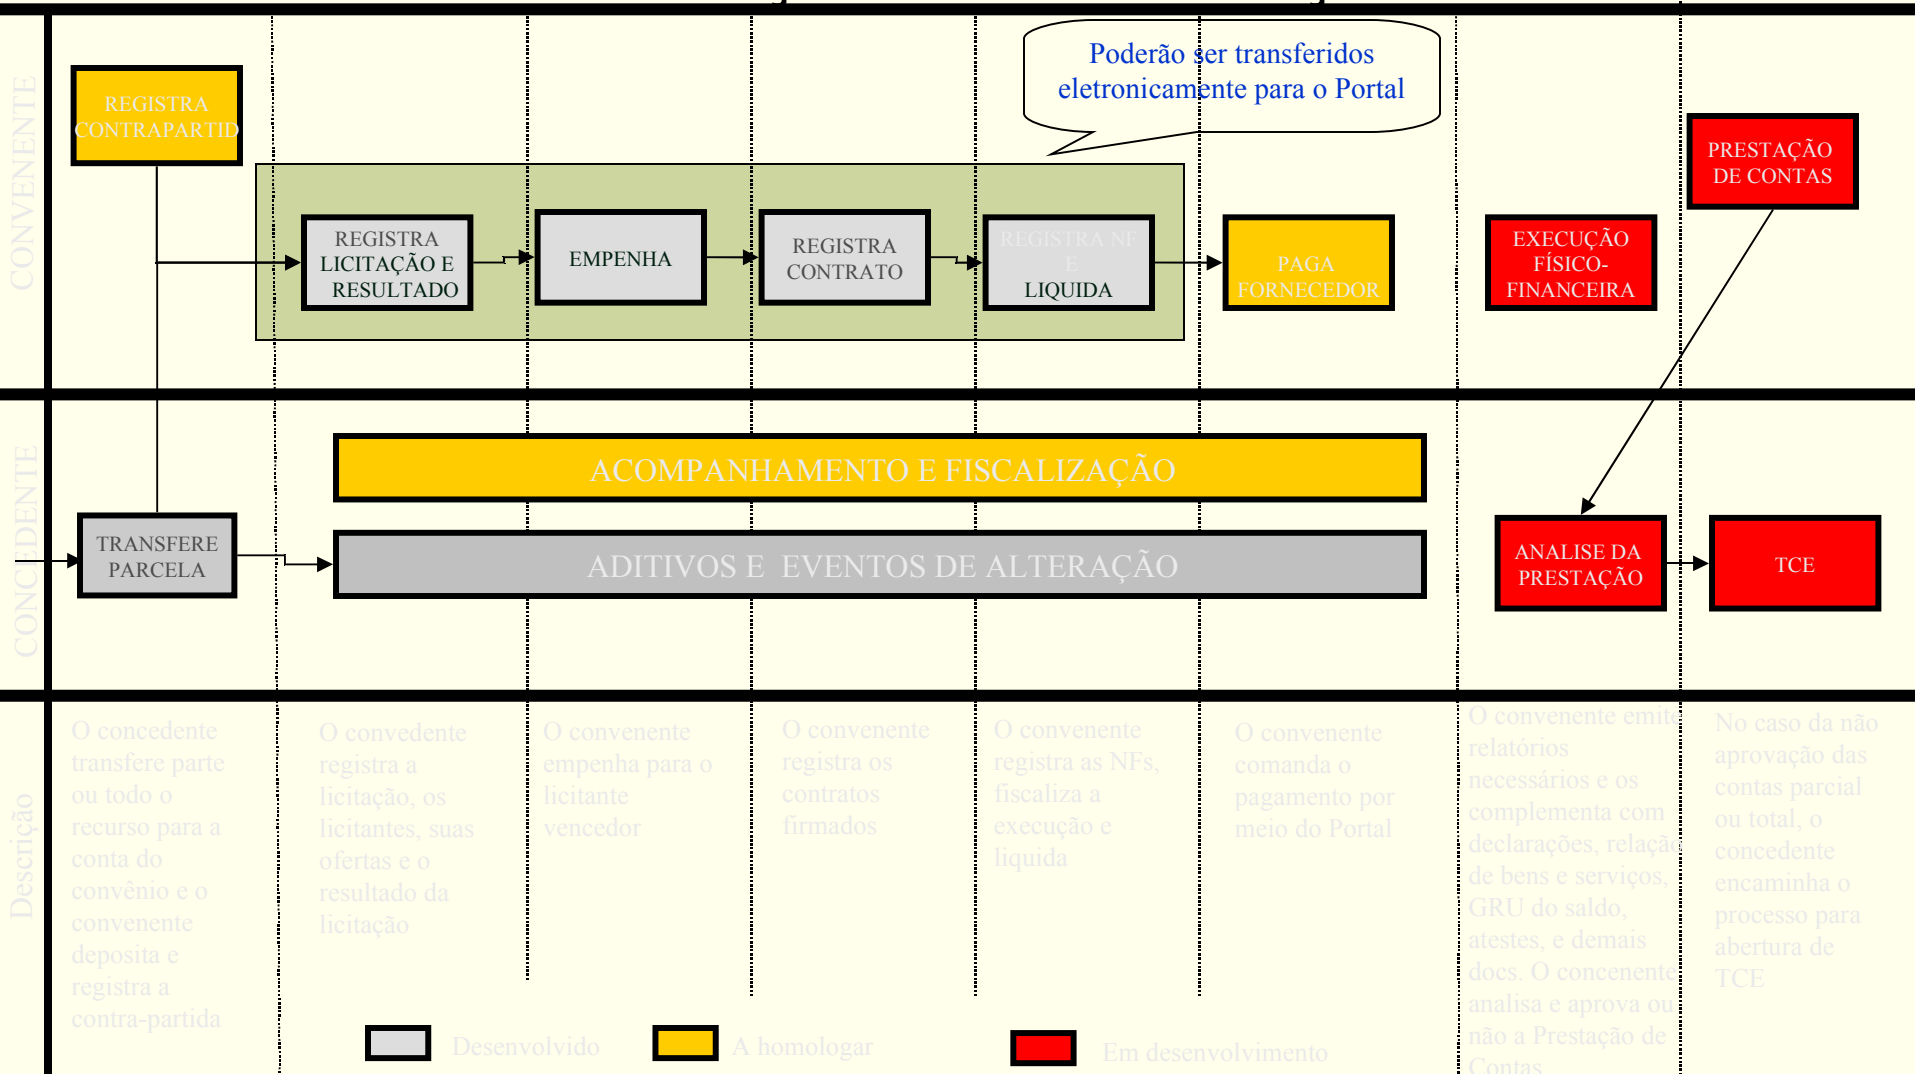 Poderão ser transferidos
eletronicamente para o Portal
CONVENENTE
REGISTRA
CONTRAPARTID
REGISTRA
LICITAÇÃO E
RESULTADO
EMPENHA
REGISTRA
CONTRATO
REGISTRA NF
E
LIQUIDA
PAGA
FORNECEDOR
EXECUÇÃO
FÍSICO-
FINANCEIRA
PRESTAÇÃO
DE CONTAS
CONCEDENTE
ACOMPANHAMENTO E FISCALIZAÇÃO
TRANSFERE
PARCELA
ADITIVOS E EVENTOS DE ALTERAÇÃO
ANALISE DA
PRESTAÇÃO
TCE
Descrição
O concedente
transfere parte
ou todo o
recurso para a
conta do
convênio e o
convenente
deposita e
registra a
contra-partida
O convedente
registra a
licitação, os
licitantes, suas
ofertas e o
resultado da
licitação
O convenente
empenha para o
licitante
vencedor
O convenente
registra os
contratos
firmados
O convenente
registra as NFs,
fiscaliza a
execução e
liquida
O convenente
comanda o
pagamento por
meio do Portal
O convenente emite
relatórios
necessários e os
complementa com
declarações, relação
de bens e serviços,
GRU do saldo,
atestes, e demais
docs. O concenente
analisa e aprova ou
não a Prestação de
Contas
No caso da não
aprovação das
contas parcial
ou total, o
concedente
encaminha o
processo para
abertura de
TCE
Desenvolvido
A homologar
Em desenvolvimento